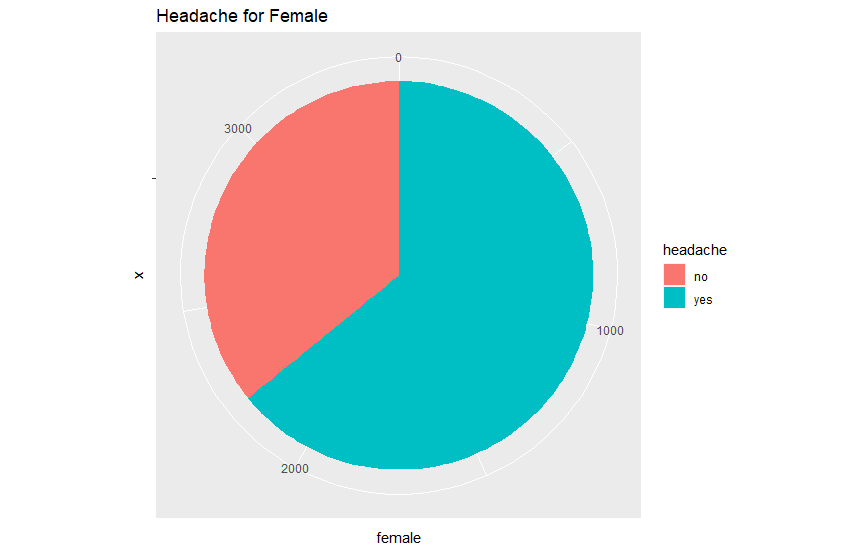 Headache for Female
0
3000
1000
2000
x
female
headache
no
yes